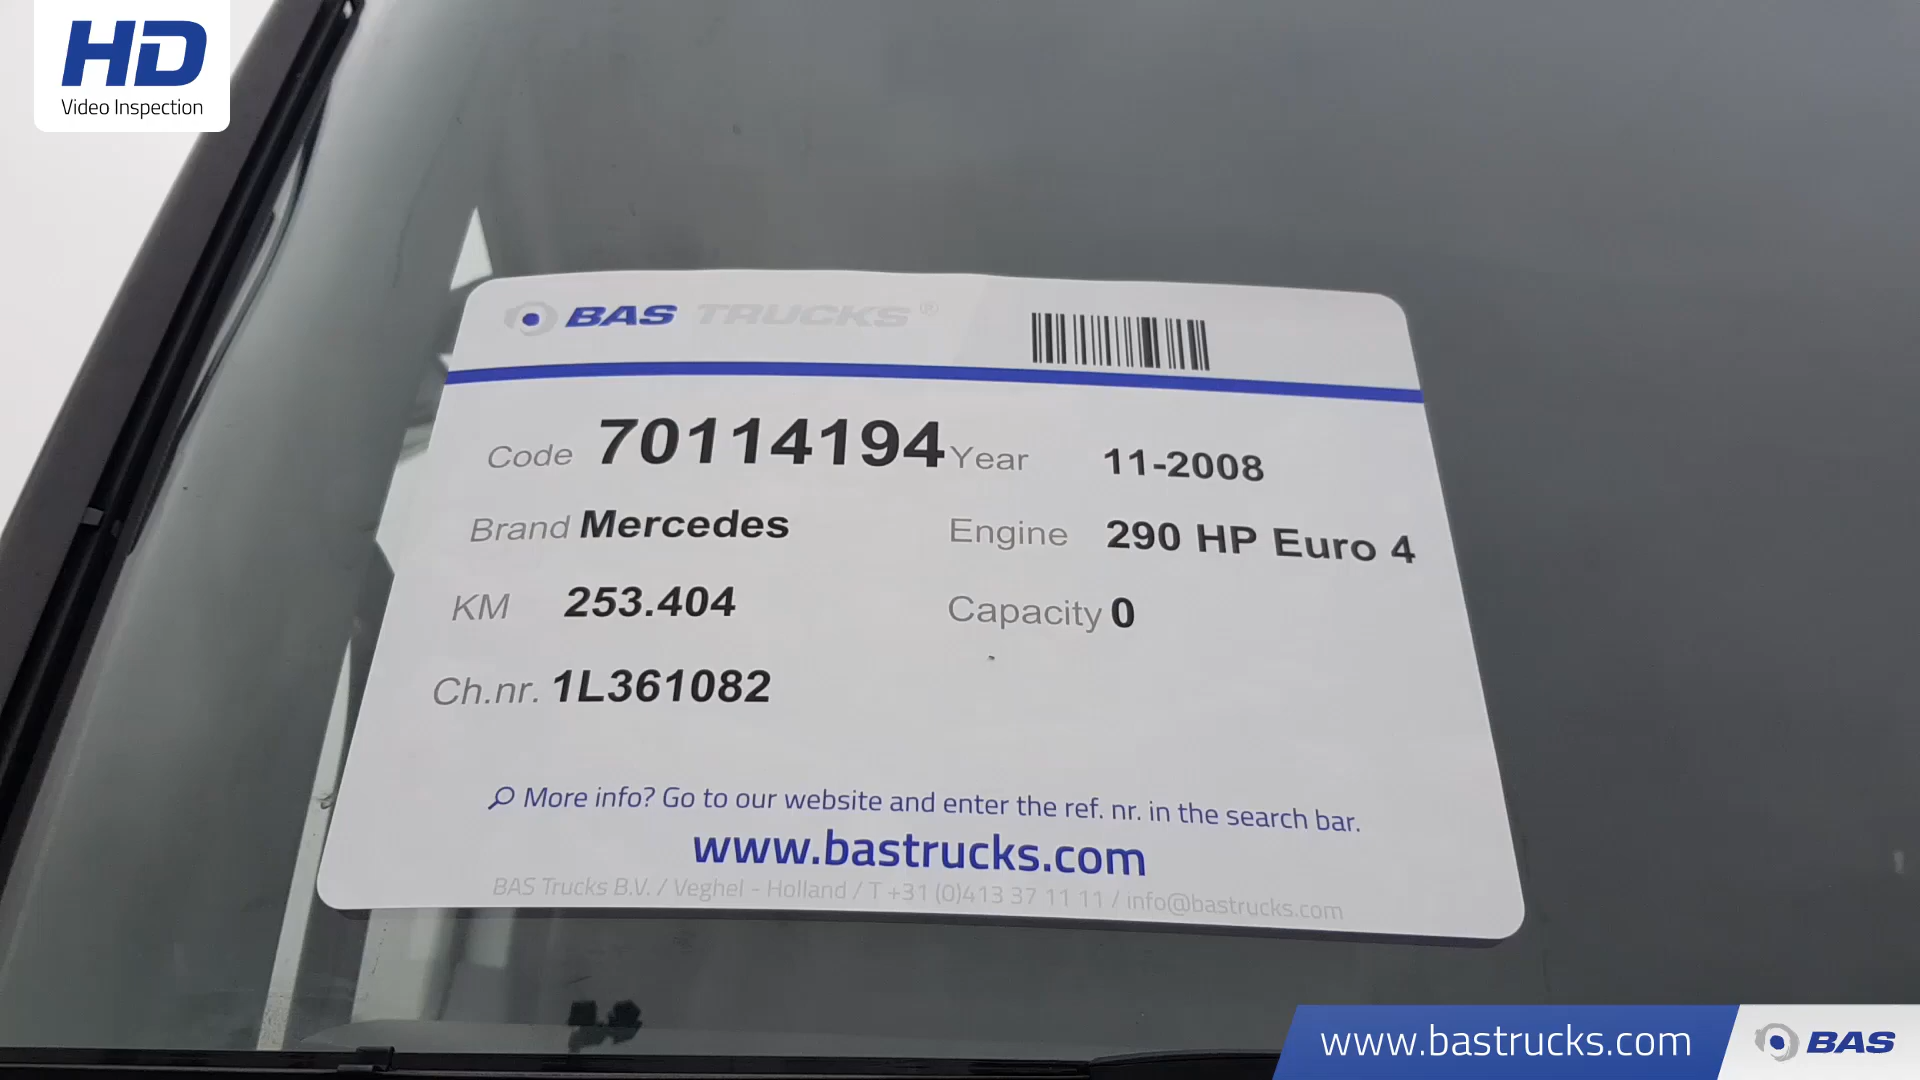 HD
Video Inspection
BAS TRUCKS®
Code 70114194 Year 11-2008
Brand Mercedes Engine 290 HP Euro 4
KM 253.404 Capacity 0
Ch.nr. 1L361082
More info? Go to our website and enter the ref. nr. in the search bar.
www.bastrucks.com
BAS Trucks B.V. / Veghel - Holland / T +31 (0)413 37 11 11 / info@bastrucks.com
www.bastrucks.com BAS